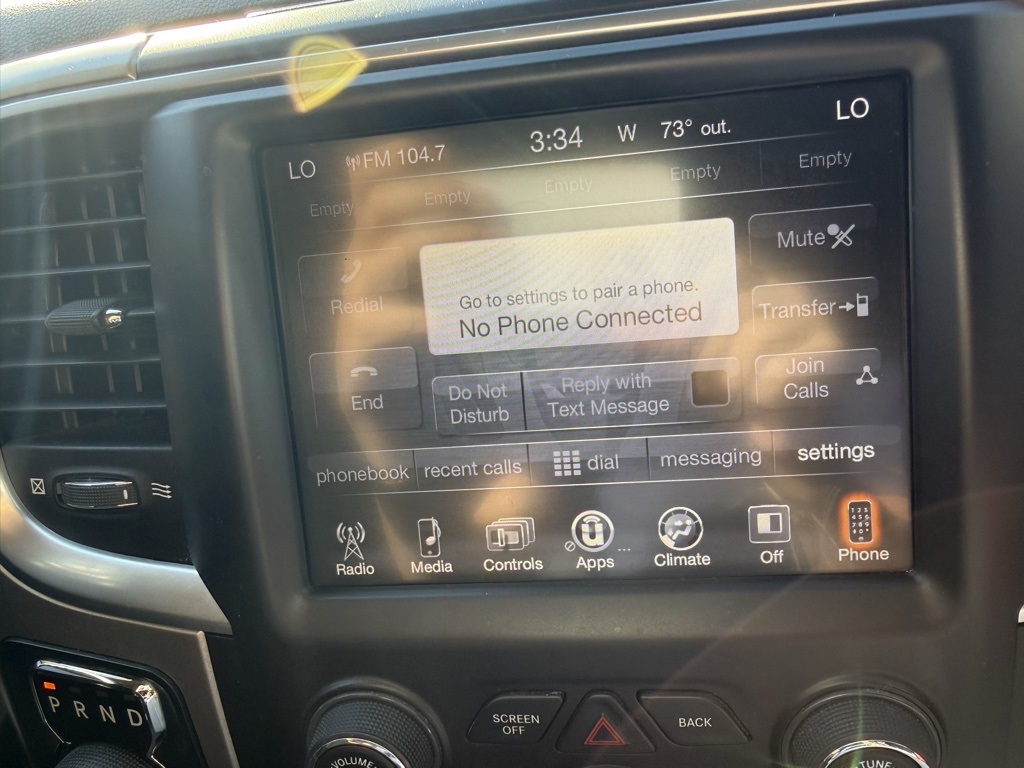 LO
FM 104.7
3:34
W
73° out.
LO
Empty
Empty
Empty
Empty
Empty
Redial
Go to settings to pair a phone.
No Phone Connected
Mute
Transfer
End
Do Not
Disturb
Reply with
Text Message
Join
Calls
phonebook
recent calls
dial
messaging
settings
Radio
Media
Controls
Apps
...
Climate
Off
Phone
P R N D
VOLUME
SCREEN
OFF
BACK
TUNE